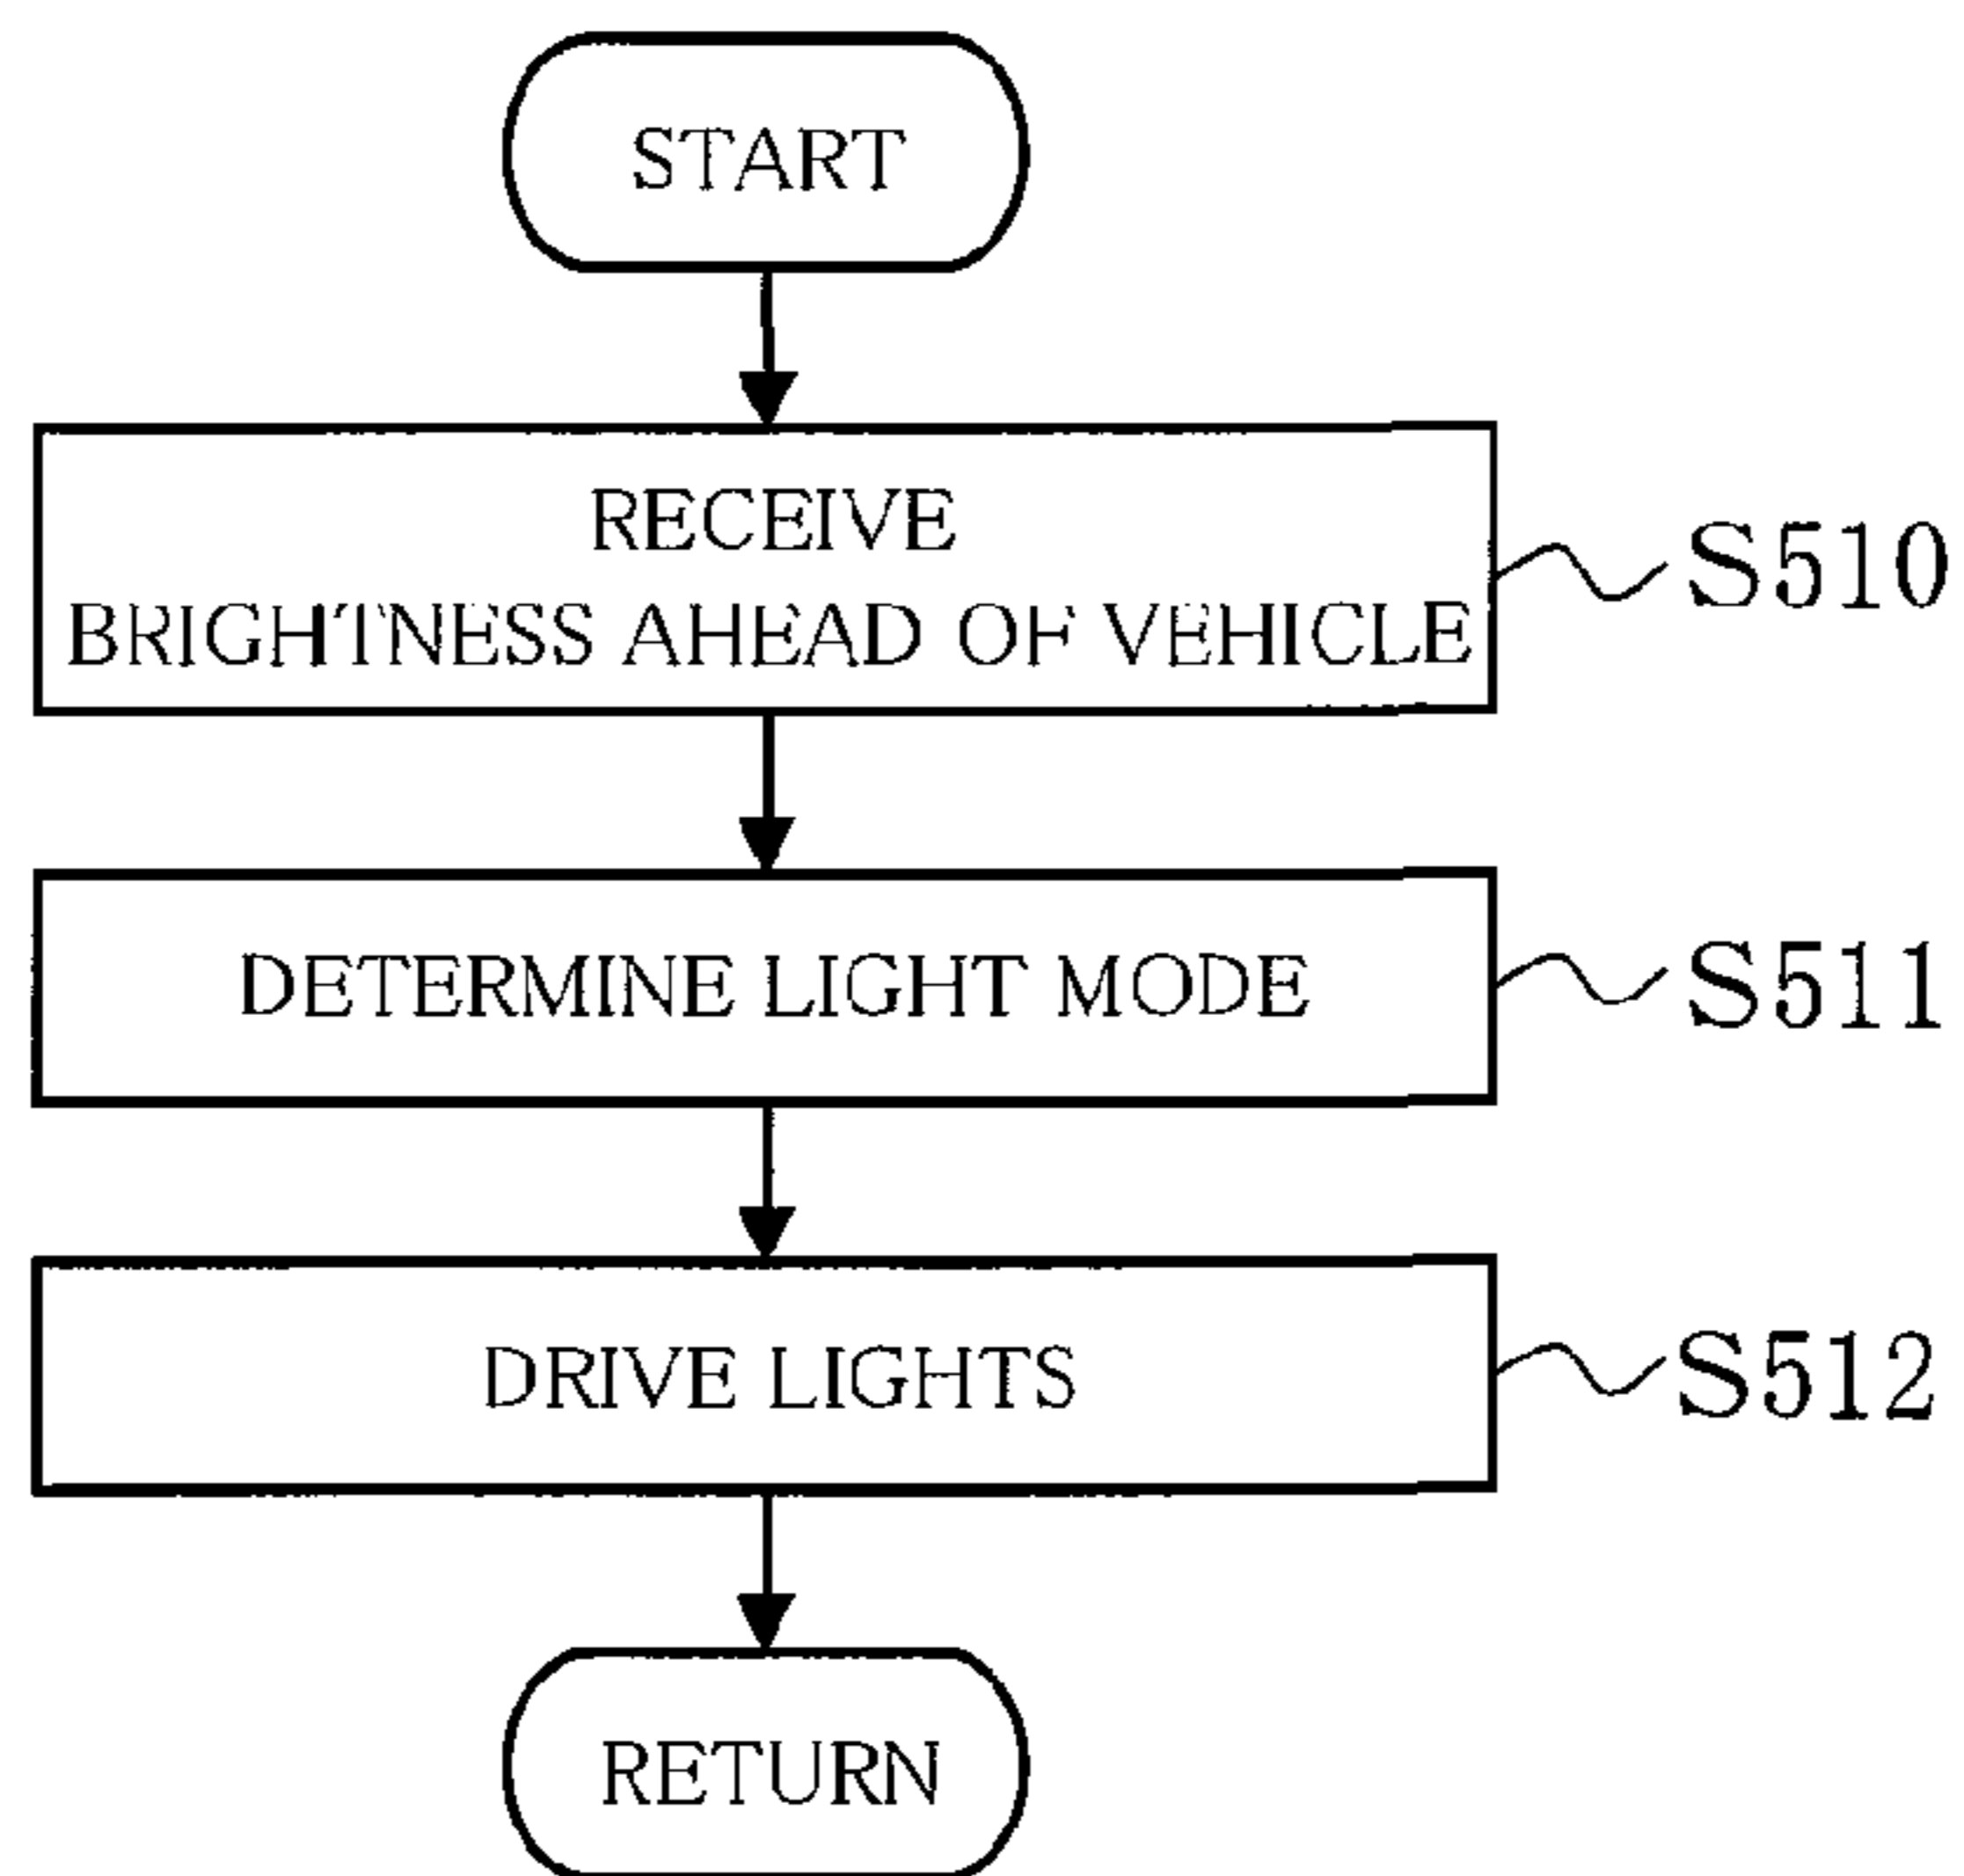 START
RECEIVE
BRIGHTNESS AHEAD OF VEHICLE
S510
DETERMINE LIGHT MODE
S511
DRIVE LIGHTS
S512
RETURN